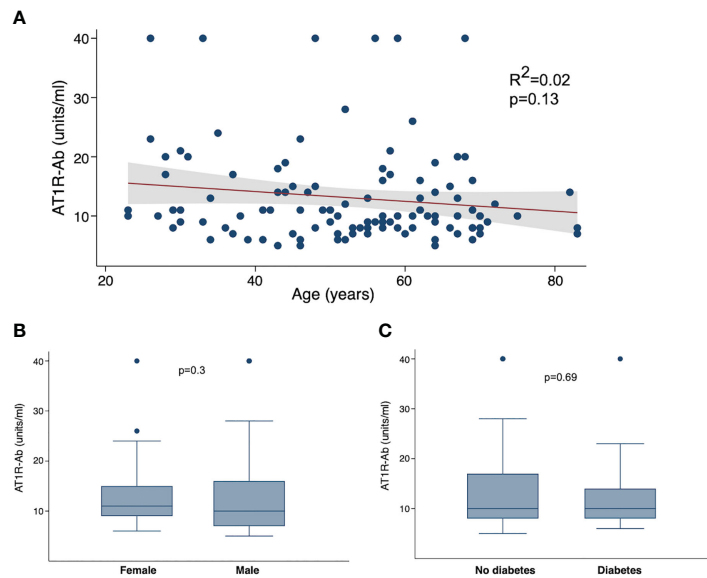 A
40
30
20
10
AT1R-Ab (units/ml)
R²=0.02
p=0.13
20
40
60
80
Age (years)
B
40
30
20
10
AT1R-Ab (units/ml)
p=0.3
Female
Male
C
40
30
20
10
AT1R-Ab (units/ml)
p=0.69
No diabetes
Diabetes